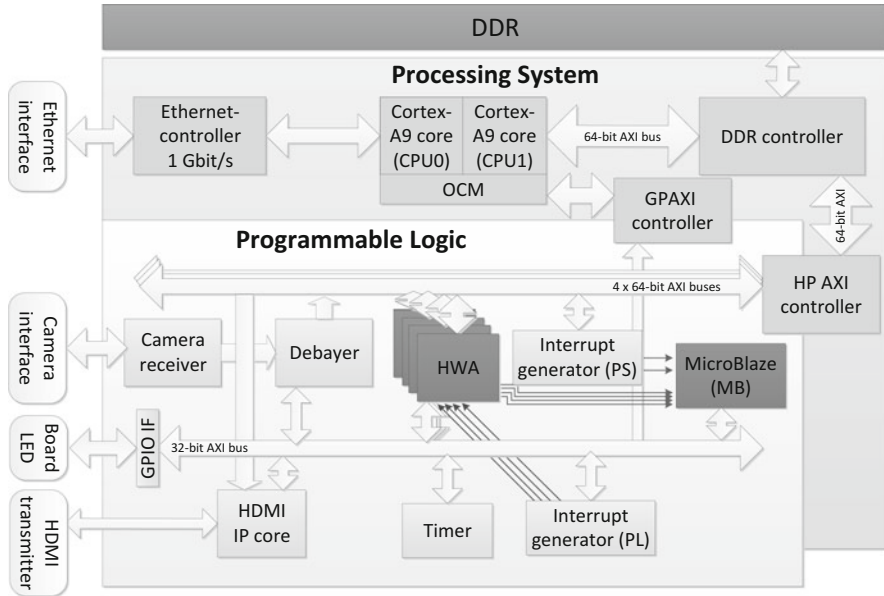 DDR
Processing System
Ethernet
interface
Ethernet-
controller
1 Gbit/s
Cortex-
A9 core
(CPU0)
Cortex-
A9 core
(CPU1)
OCM
64-bit AXI bus
DDR controller
GPAXI
controller
64-bit AXI
Programmable Logic
4 x 64-bit AXI buses
HP AXI
controller
Camera
interface
Camera
receiver
Debayer
HWA
Interrupt
generator (PS)
MicroBlaze
(MB)
Board
LED
GPIO IF
32-bit AXI bus
HDMI
transmitter
HDMI
IP core
Timer
Interrupt
generator (PL)